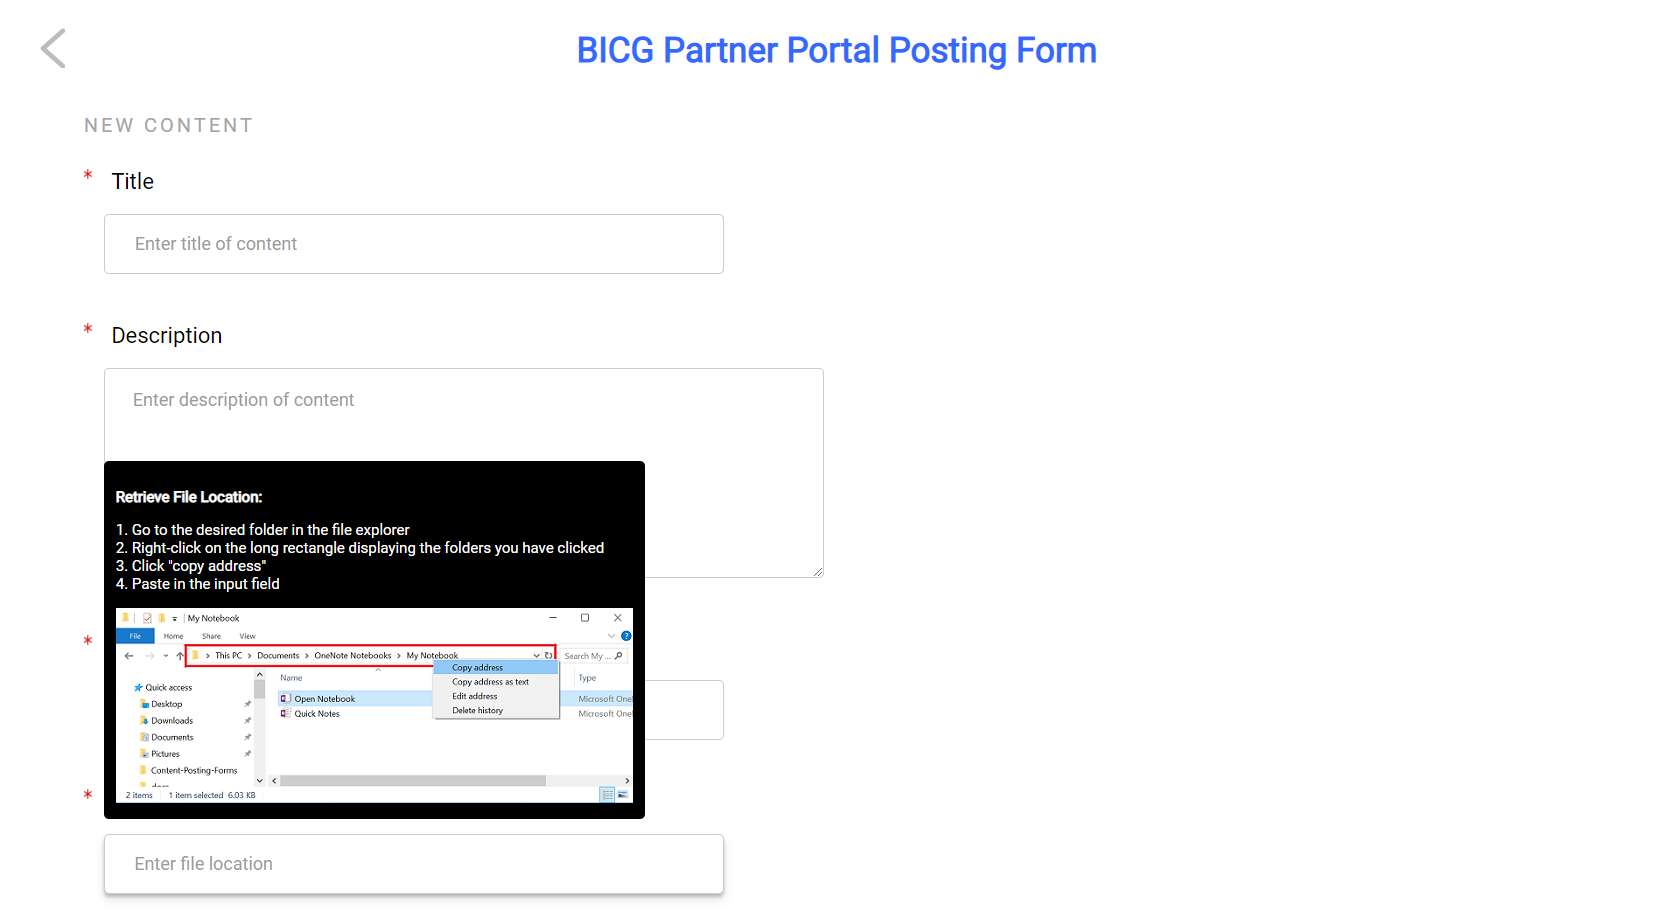 BICG Partner Portal Posting Form
NEW CONTENT
* Title
Enter title of content
* Description
Enter description of content
Retrieve File Location:
1. Go to the desired folder in the file explorer
2. Right-click on the long rectangle displaying the folders you have clicked
3. Click "copy address"
4. Paste in the input field
My Notebook
File Home Share View
This PC > Documents > OneNote Notebooks > My Notebook
Search My ...
Copy address
Copy address as text
Edit address
Delete history
Name
Type
Quick access
Desktop
Downloads
Documents
Pictures
Content-Posting-Forms
Open Notebook
Microsoft One
Quick Notes
Microsoft One
2 items 1 item selected 6.03 KB
*
*
Enter file location